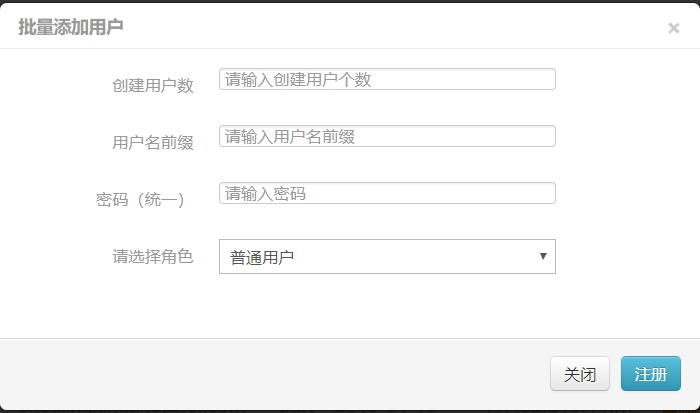 批量添加用户 ×
创建用户数 请输入创建用户个数
用户名前缀 请输入用户名前缀
密码（统一） 请输入密码
请选择角色 普通用户
关闭 注册